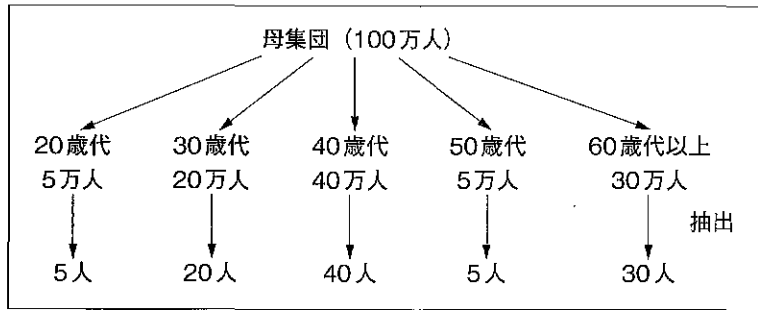 母集団（100万人）
20歳代 30歳代 40歳代 50歳代 60歳代以上
5万人 20万人 40万人 5万人 30万人
抽出
5人 20人 40人 5人 30人